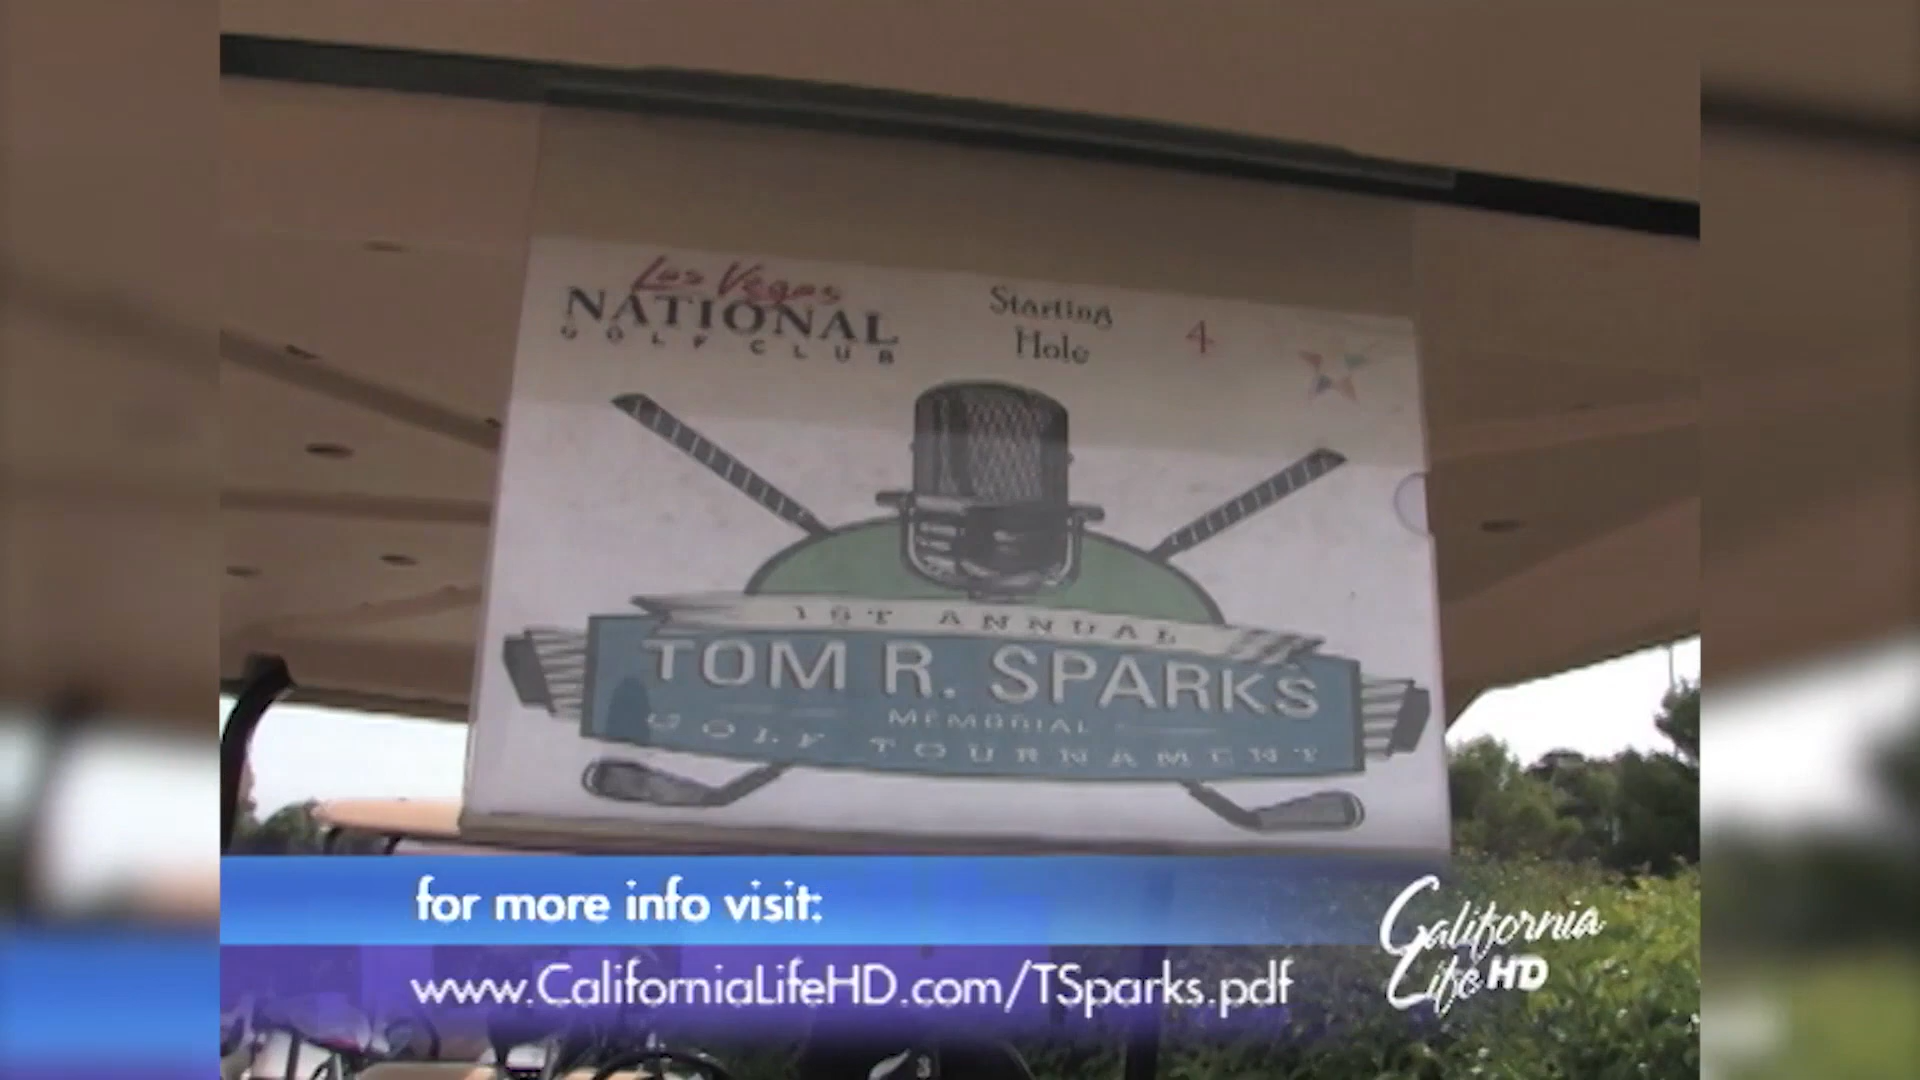 Las Vegas
NATIONAL
GOLF CLUB
Starting
Hole
4
1ST ANNUAL
TOM R. SPARKS
MEMORIAL
GOLF TOURNAMENT
for more info visit:
www.CaliforniaLifeHD.com/TSparks.pdf
California
Life HD
3